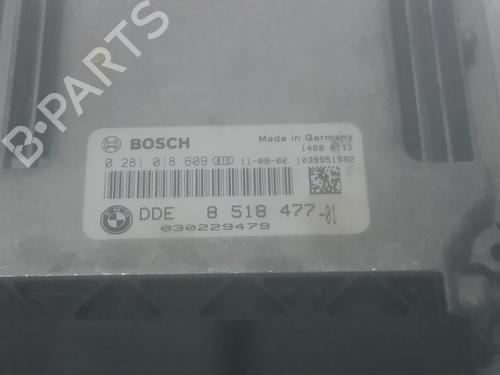 B-PARTS
BOSCH
Made in Germany
1469 0111
0 281 018 609 11-09-02 1039S51592
DDE 8 518 477-01
030229479